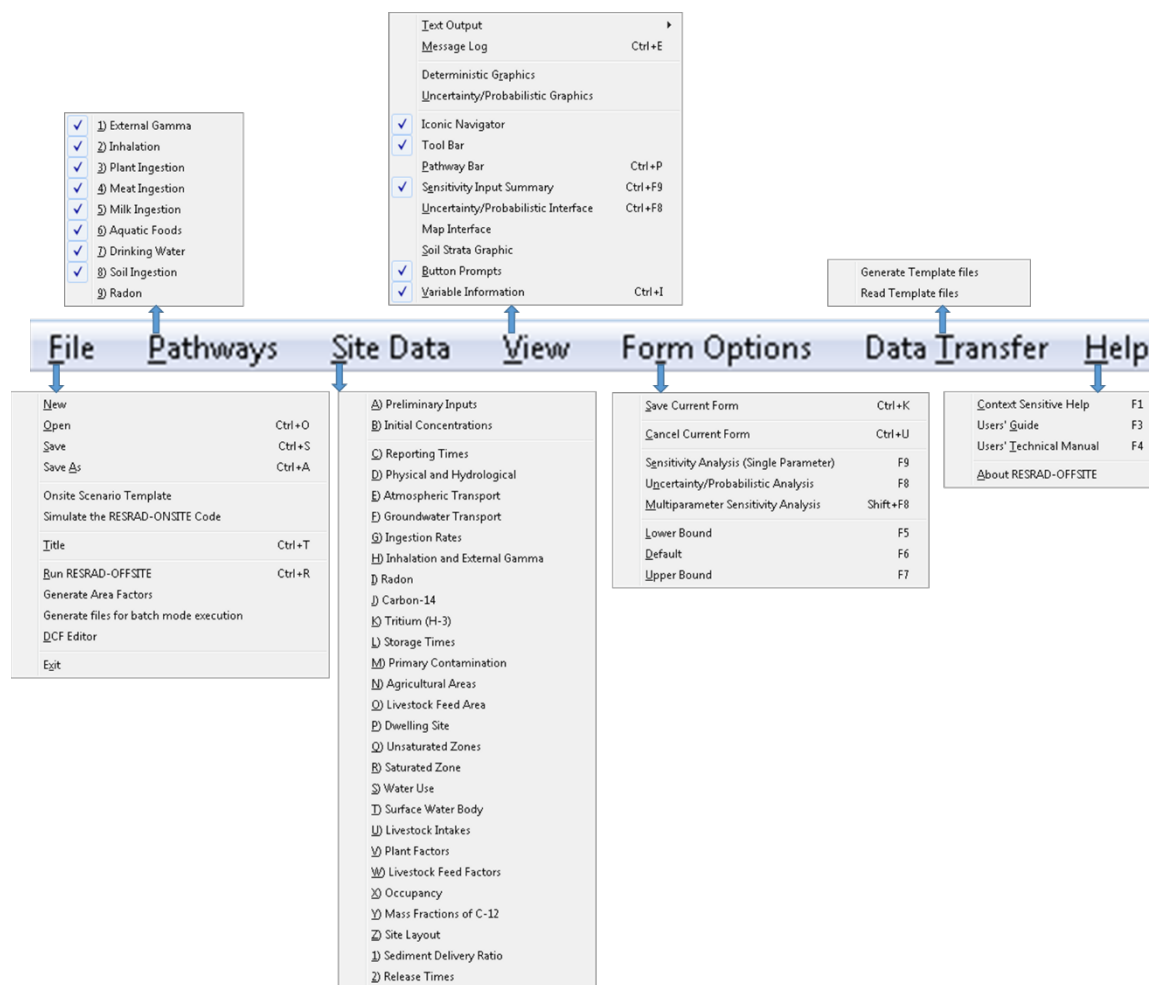 Text Output
Message Log Ctrl+E
Deterministic Graphics
Uncertainty/Probabilistic Graphics
Iconic Navigator
Tool Bar
Pathway Bar Ctrl+P
Sensitivity Input Summary Ctrl+F9
Uncertainty/Probabilistic Interface Ctrl+F8
Map Interface
Soil Strata Graphic
Button Prompts
Variable Information Ctrl+I
1) External Gamma
2) Inhalation
3) Plant Ingestion
4) Meat Ingestion
5) Milk Ingestion
6) Aquatic Foods
7) Drinking Water
8) Soil Ingestion
9) Radon
Generate Template files
Read Template files
File Pathways Site Data View Form Options Data Transfer Help
New
Open Ctrl+O
Save Ctrl+S
Save As Ctrl+A
Onsite Scenario Template
Simulate the RESRAD-ONSITE Code
Title Ctrl+T
Run RESRAD-OFFSITE Ctrl+R
Generate Area Factors
Generate files for batch mode execution
DCF Editor
Exit
A) Preliminary Inputs
B) Initial Concentrations
C) Reporting Times
D) Physical and Hydrological
E) Atmospheric Transport
F) Groundwater Transport
G) Ingestion Rates
H) Inhalation and External Gamma
I) Radon
J) Carbon-14
K) Tritium (H-3)
L) Storage Times
M) Primary Contamination
N) Agricultural Areas
O) Livestock Feed Area
P) Dwelling Site
Q) Unsaturated Zones
R) Saturated Zone
S) Water Use
T) Surface Water Body
U) Livestock Intakes
V) Plant Factors
W) Livestock Feed Factors
X) Occupancy
Y) Mass Fractions of C-12
Z) Site Layout
1) Sediment Delivery Ratio
2) Release Times
Save Current Form Ctrl+K
Cancel Current Form Ctrl+U
Sensitivity Analysis (Single Parameter) F9
Uncertainty/Probabilistic Analysis F8
Multiparameter Sensitivity Analysis Shift+F8
Lower Bound F5
Default F6
Upper Bound F7
Context Sensitive Help F1
Users' Guide F3
Users' Technical Manual F4
About RESRAD-OFFSITE